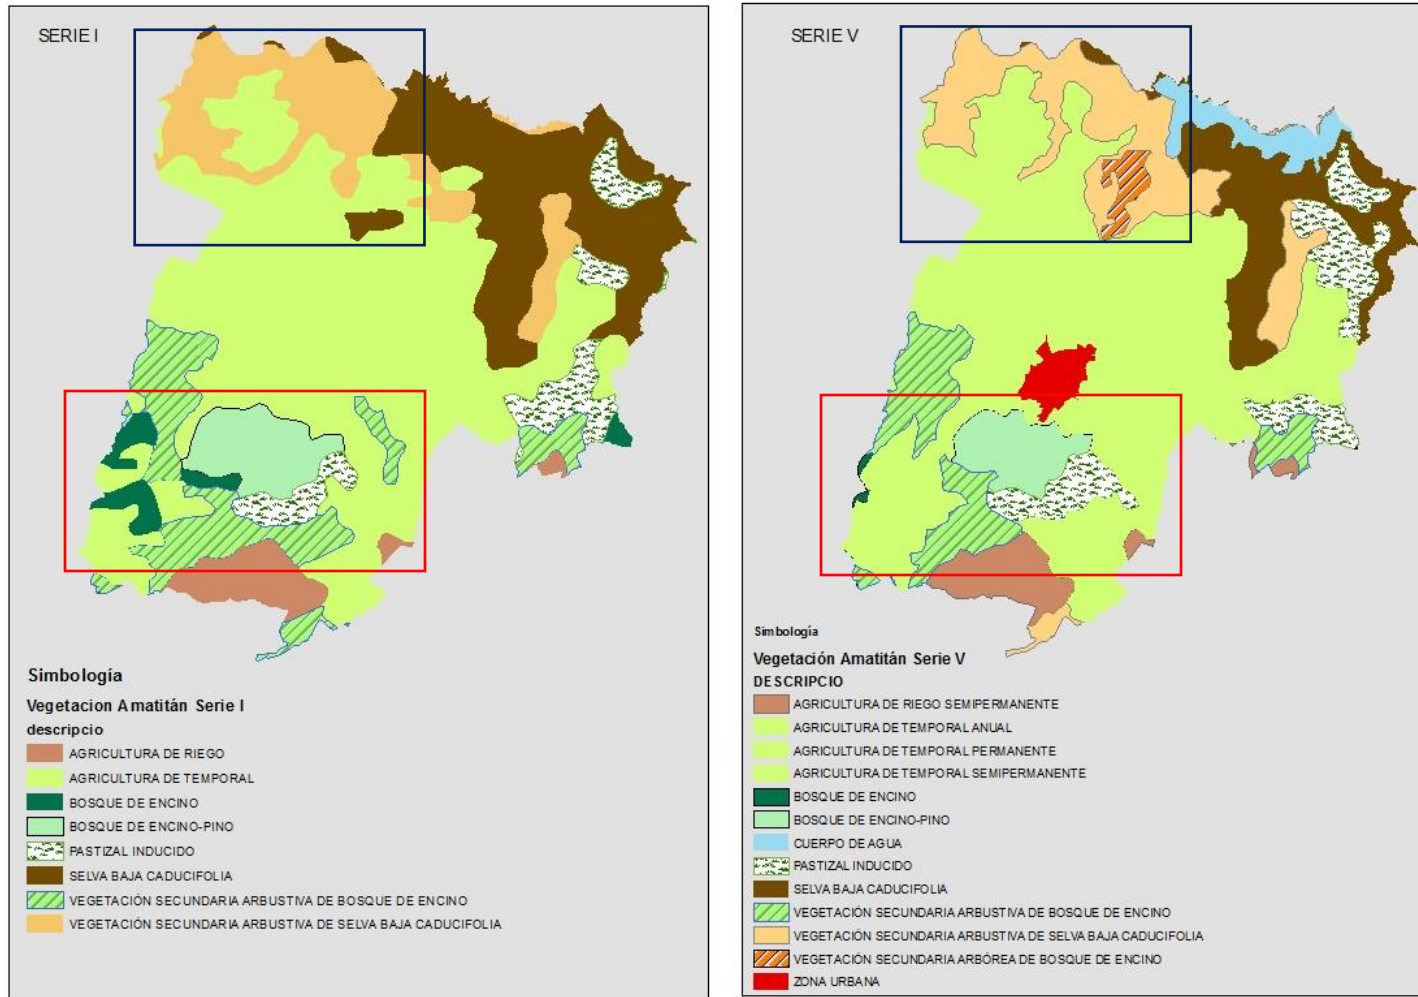 SERIE I
Simbología
Vegetacion Amatitán Serie I
descripcio
AGRICULTURA DE RIEGO
AGRICULTURA DE TEMPORAL
BOSQUE DE ENCINO
BOSQUE DE ENCINO-PINO
PASTIZAL INDUCIDO
SELVA BAJA CADUCIFOLIA
VEGETACIÓN SECUNDARIA ARBUSTIVA DE BOSQUE DE ENCINO
VEGETACIÓN SECUNDARIA ARBUSTIVA DE SELVA BAJA CADUCIFOLIA
SERIE V
Simbología
Vegetación Amatitán Serie V
DESCRIPCIO
AGRICULTURA DE RIEGO SEMIPERMANENTE
AGRICULTURA DE TEMPORAL ANUAL
AGRICULTURA DE TEMPORAL PERMANENTE
AGRICULTURA DE TEMPORAL SEMIPERMANENTE
BOSQUE DE ENCINO
BOSQUE DE ENCINO-PINO
CUERPO DE AGUA
PASTIZAL INDUCIDO
SELVA BAJA CADUCIFOLIA
VEGETACIÓN SECUNDARIA ARBUSTIVA DE BOSQUE DE ENCINO
VEGETACIÓN SECUNDARIA ARBUSTIVA DE SELVA BAJA CADUCIFOLIA
VEGETACIÓN SECUNDARIA ARBÓREA DE BOSQUE DE ENCINO
ZONA URBANA